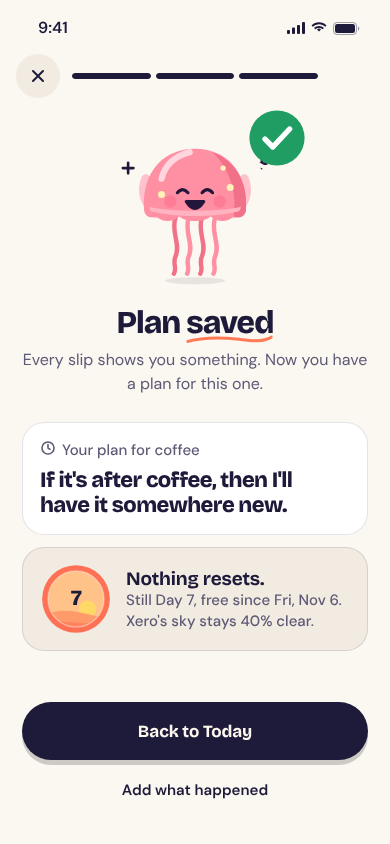 9:41
Plan saved
Every slip shows you something. Now you have
a plan for this one.
Your plan for coffee
If it's after coffee, then I'll
have it somewhere new.
7
Nothing resets.
Still Day 7, free since Fri, Nov 6.
Xero's sky stays 40% clear.
Back to Today
Add what happened